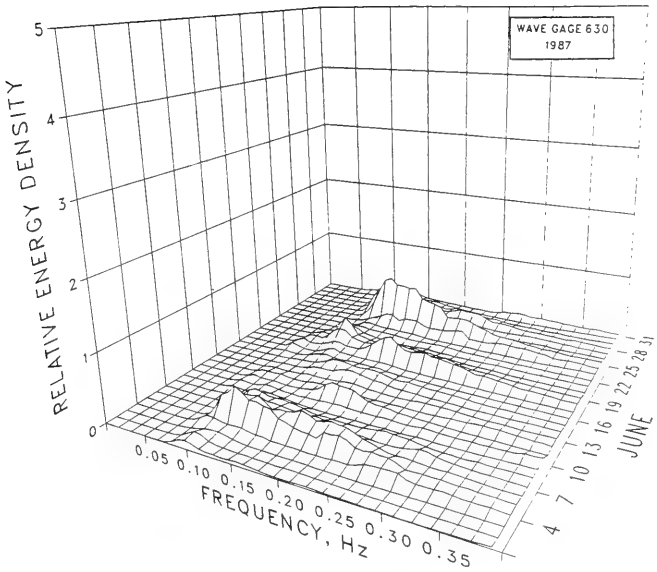 WAVE GAGE 630
1987
RELATIVE ENERGY DENSITY
5
4
3
2
1
0
0.05 0.10 0.15 0.20 0.25 0.30 0.35
FREQUENCY, Hz
4 7 10 13 16 19 22 25 28 31
JUNE